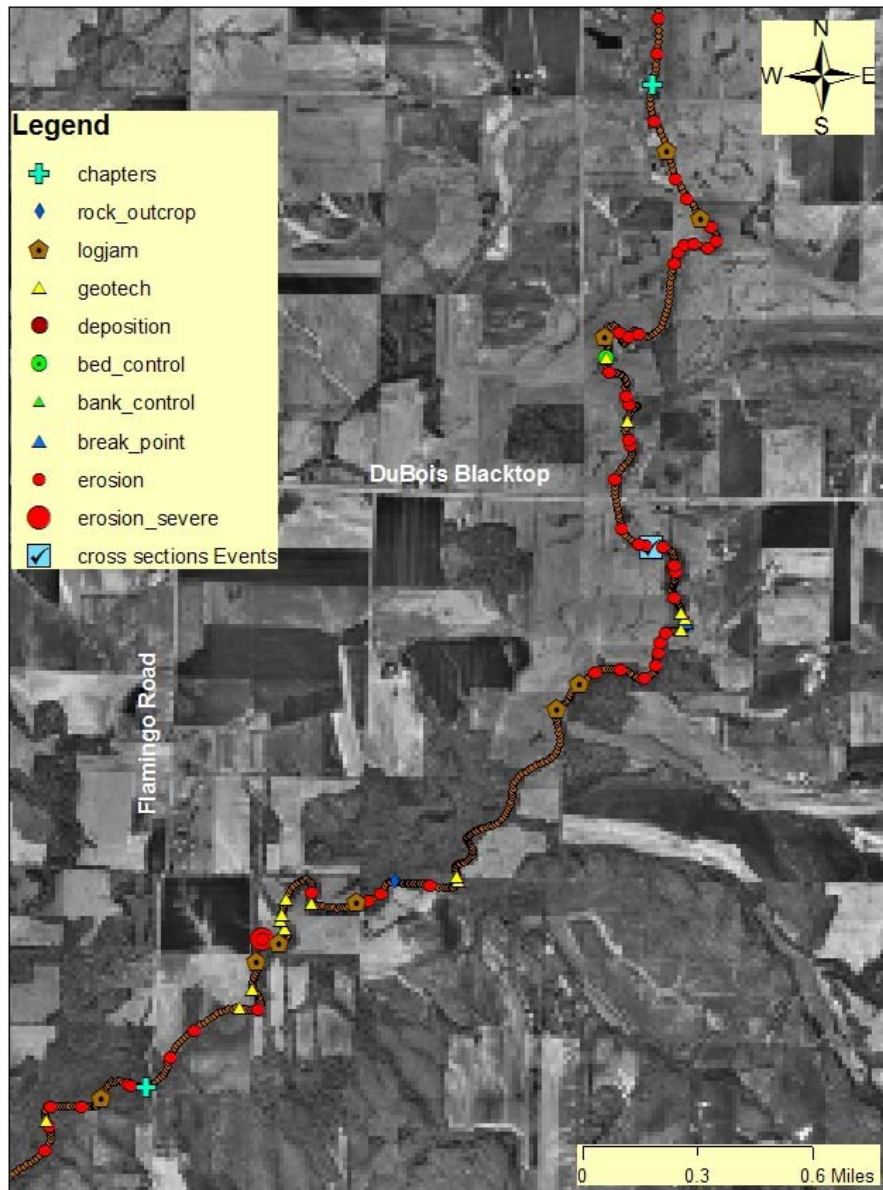 N
W E
S
Legend
chapters
rock_outcrop
logjam
geotech
deposition
bed_control
bank_control
break_point
erosion
erosion_severe
cross sections Events
DuBois Blacktop
Flamingo Road
0 0.3 0.6 Miles